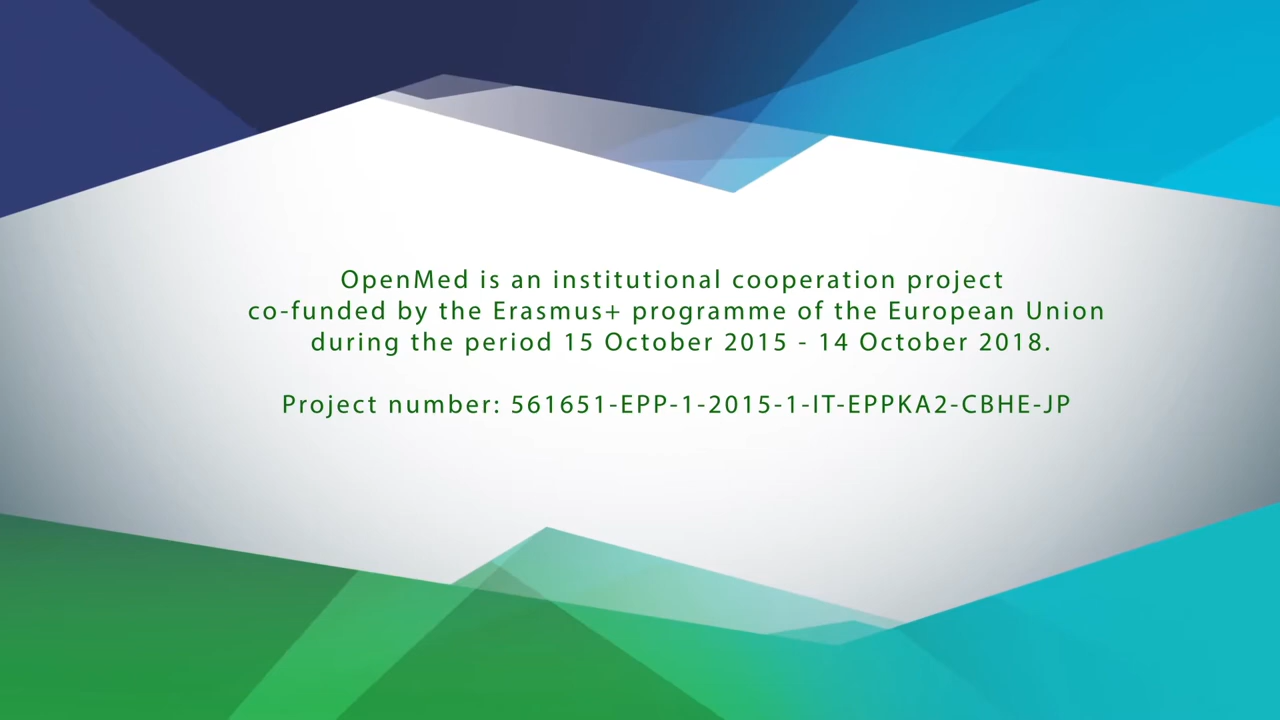 OpenMed is an institutional cooperation project
co-funded by the Erasmus+ programme of the European Union
during the period 15 October 2015 - 14 October 2018.
Project number: 561651-EPP-1-2015-1-IT-EPPKA2-CBHE-JP